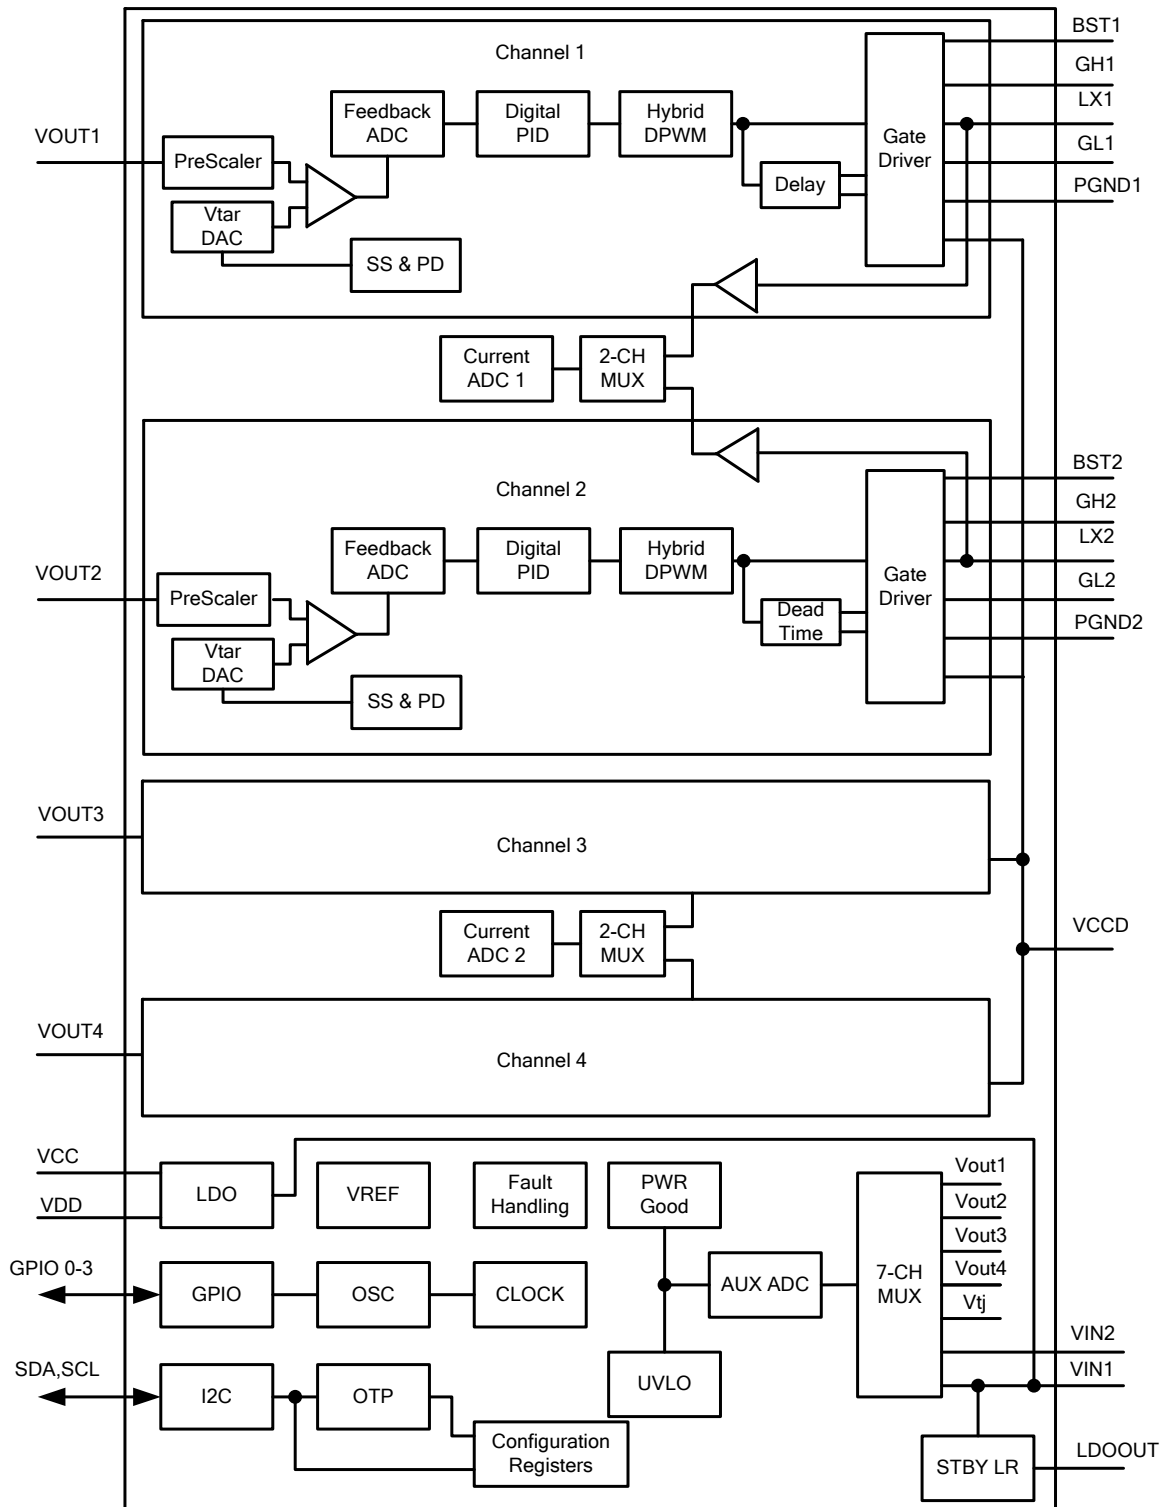 BST1
Channel 1
GH1
Feedback
ADC
Digital
PID
Hybrid
DPWM
LX1
VOUT1
Gate
Driver
GL1
PreScaler
Delay
PGND1
Vtar
DAC
SS & PD
Current
ADC 1
2-CH
MUX
BST2
Channel 2
GH2
Feedback
ADC
Digital
PID
Hybrid
DPWM
LX2
VOUT2
Gate
Driver
GL2
PreScaler
Dead
Time
PGND2
Vtar
DAC
SS & PD
VOUT3
Channel 3
Current
ADC 2
2-CH
MUX
VCCD
VOUT4
Channel 4
VCC
VDD
LDO
VREF
Fault
Handling
PWR
Good
Vout1
Vout2
Vout3
Vout4
Vtj
GPIO 0-3
GPIO
OSC
CLOCK
AUX ADC
7-CH
MUX
VIN2
VIN1
SDA,SCL
I2C
OTP
UVLO
Configuration
Registers
STBY LR
LDOOUT